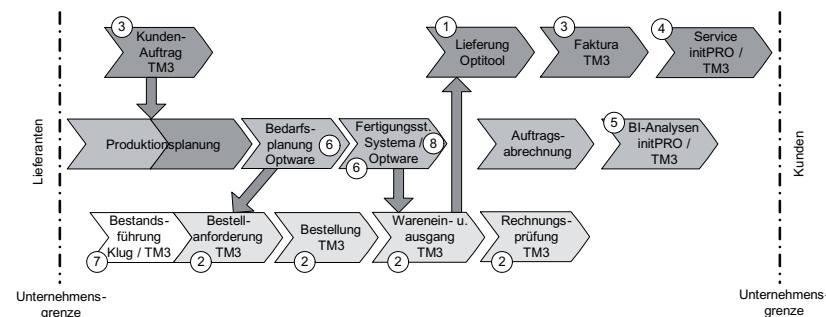 3
Kunden-
Auftrag
TM3
1
Lieferung
Optitool
3
Faktura
TM3
4
Service
initPRO /
TM3
Lieferanten
Produktionsplanung
Bedarfs-
planung
Optware
6
Fertigungsst.
Systema /
Optware
8
6
Auftrags-
abrechnung
5
BI-Analysen
initPRO /
TM3
Kunden
Bestands-
führung
Klug / TM3
7
Bestell-
anforderung
TM3
2
Bestellung
TM3
2
Warenein- u.
ausgang
TM3
2
Rechnungs-
prüfung
TM3
2
Unternehmens-
grenze
Unternehmens-
grenze